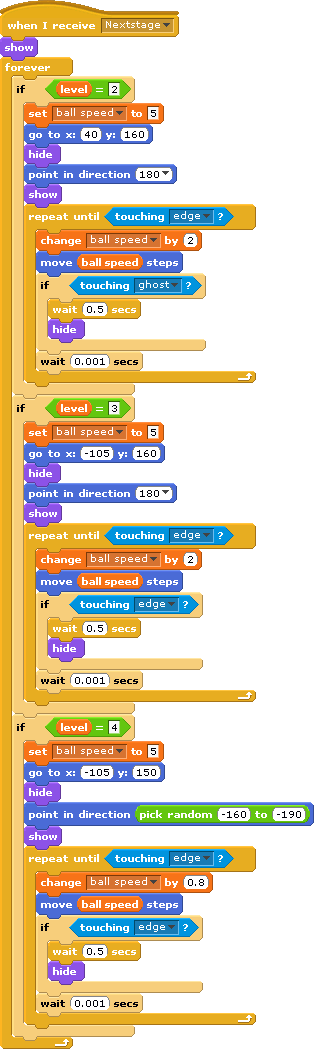 when I receive Nextstage
show
forever
if level = 2
set ball speed to 5
go to x: 40 y: 160
hide
point in direction 180
show
repeat until touching edge ?
change ball speed by 2
move ball speed steps
if touching ghost ?
wait 0.5 secs
hide
wait 0.001 secs
if level = 3
set ball speed to 5
go to x: -105 y: 160
hide
point in direction 180
show
repeat until touching edge ?
change ball speed by 2
move ball speed steps
if touching edge ?
wait 0.5 secs
hide
wait 0.001 secs
if level = 4
set ball speed to 5
go to x: -105 y: 150
hide
point in direction pick random -160 to -190
show
repeat until touching edge ?
change ball speed by 0.8
move ball speed steps
if touching edge ?
wait 0.5 secs
hide
wait 0.001 secs